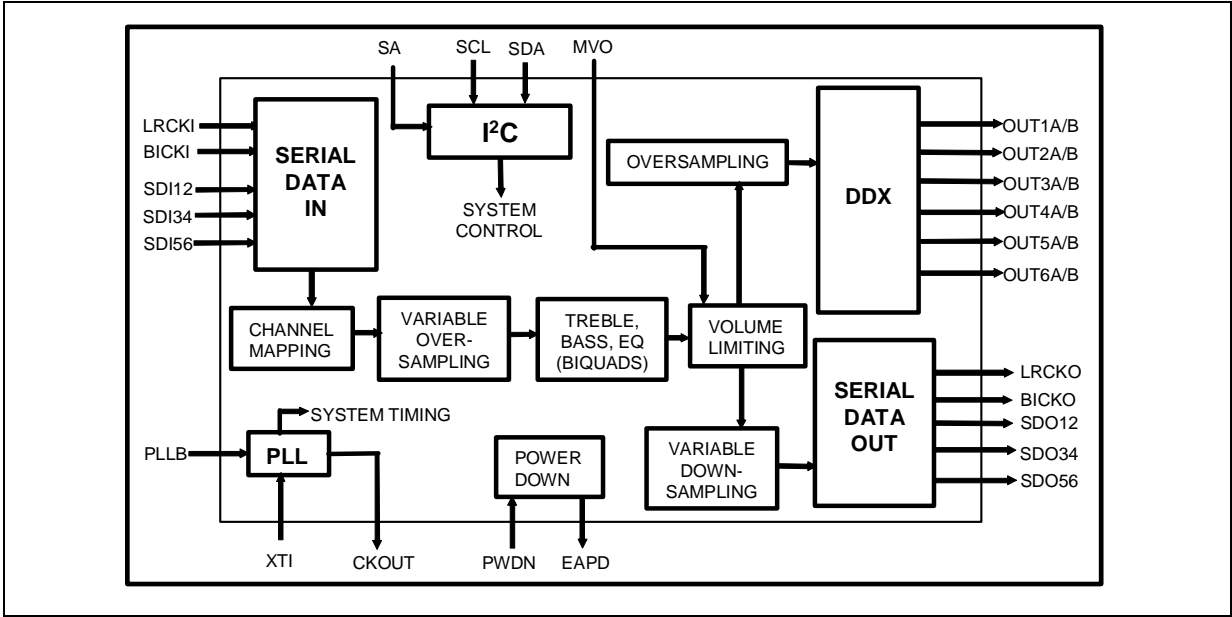 SA
SCL
SDA
MVO
LRCKI
BICKI
SDI12
SDI34
SDI56
SERIAL
DATA
IN
I²C
SYSTEM
CONTROL
OVERSAMPLING
DDX
OUT1A/B
OUT2A/B
OUT3A/B
OUT4A/B
OUT5A/B
OUT6A/B
CHANNEL
MAPPING
VARIABLE
OVER-
SAMPLING
TREBLE,
BASS, EQ
(BIQUADS)
VOLUME
LIMITING
SERIAL
DATA
OUT
LRCKO
BICKO
SDO12
SDO34
SDO56
SYSTEM TIMING
PLLB
PLL
POWER
DOWN
VARIABLE
DOWN-
SAMPLING
XTI
CKOUT
PWDN
EAPD